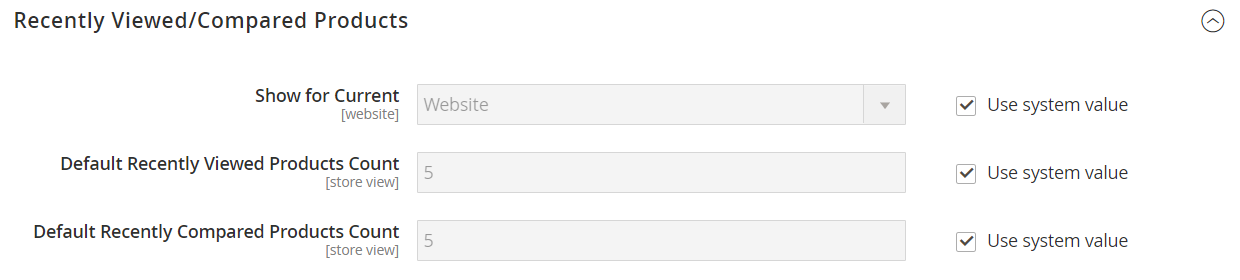 Recently Viewed/Compared Products
Show for Current
[website]
Website
Use system value
Default Recently Viewed Products Count
[store view]
5
Use system value
Default Recently Compared Products Count
[store view]
5
Use system value